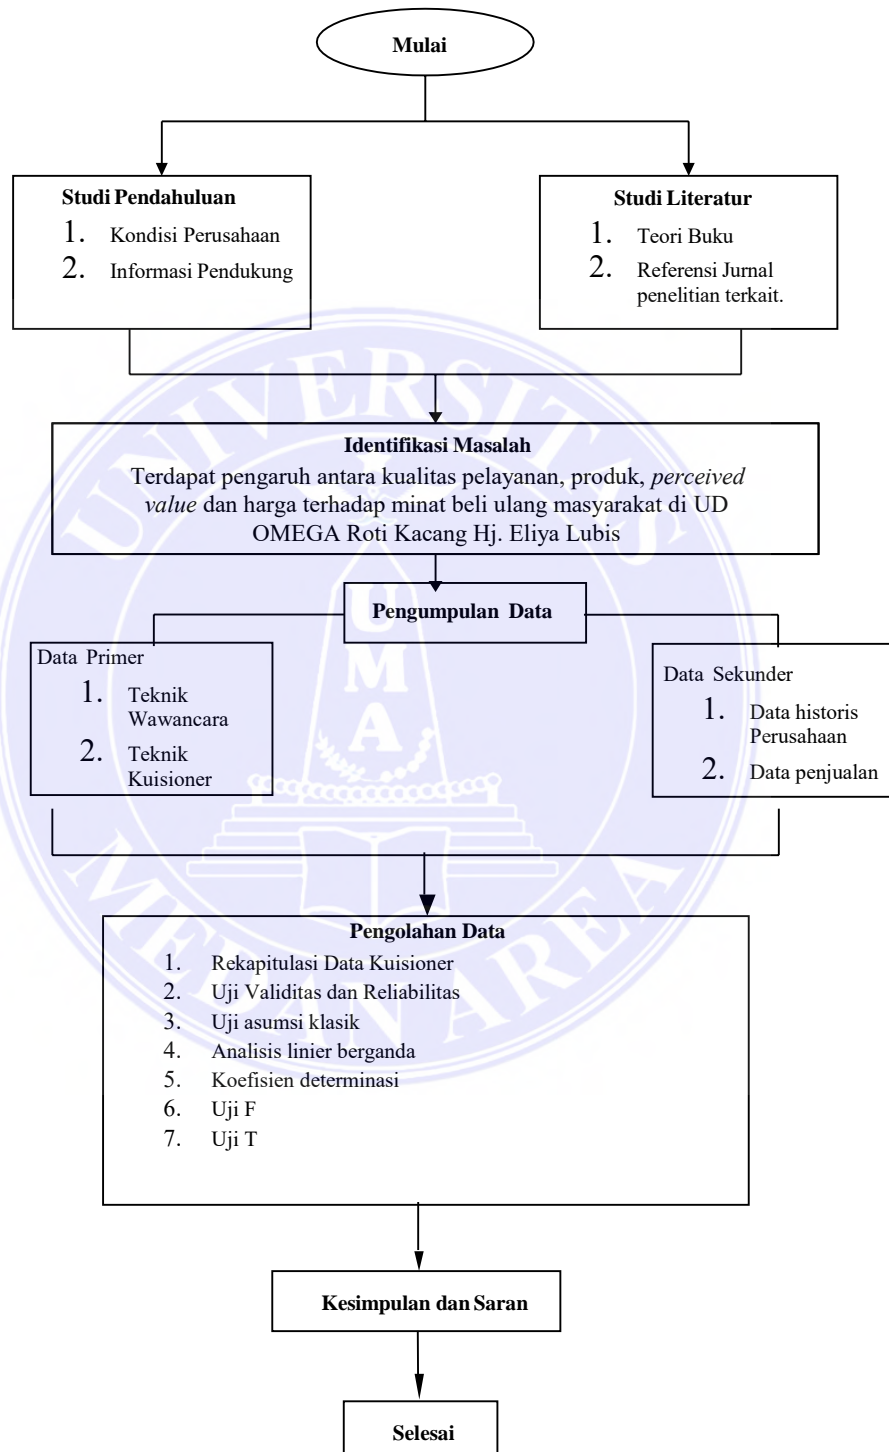 Mulai
Studi Pendahuluan
1. Kondisi Perusahaan
2. Informasi Pendukung
Studi Literatur
1. Teori Buku
2. Referensi Jurnal
penelitian terkait.
Identifikasi Masalah
Terdapat pengaruh antara kualitas pelayanan, produk, perceived
value dan harga terhadap minat beli ulang masyarakat di UD
OMEGA Roti Kacang Hj. Eliya Lubis
Pengumpulan Data
Data Primer
1. Teknik
Wawancara
2. Teknik
Kuisioner
Data Sekunder
1. Data historis
Perusahaan
2. Data penjualan
Pengolahan Data
1. Rekapitulasi Data Kuisioner
2. Uji Validitas dan Reliabilitas
3. Uji asumsi klasik
4. Analisis linier berganda
5. Koefisien determinasi
6. Uji F
7. Uji T
Kesimpulan dan Saran
Selesai
UNIVERSITAS
MEDAN AREA
U
M
A